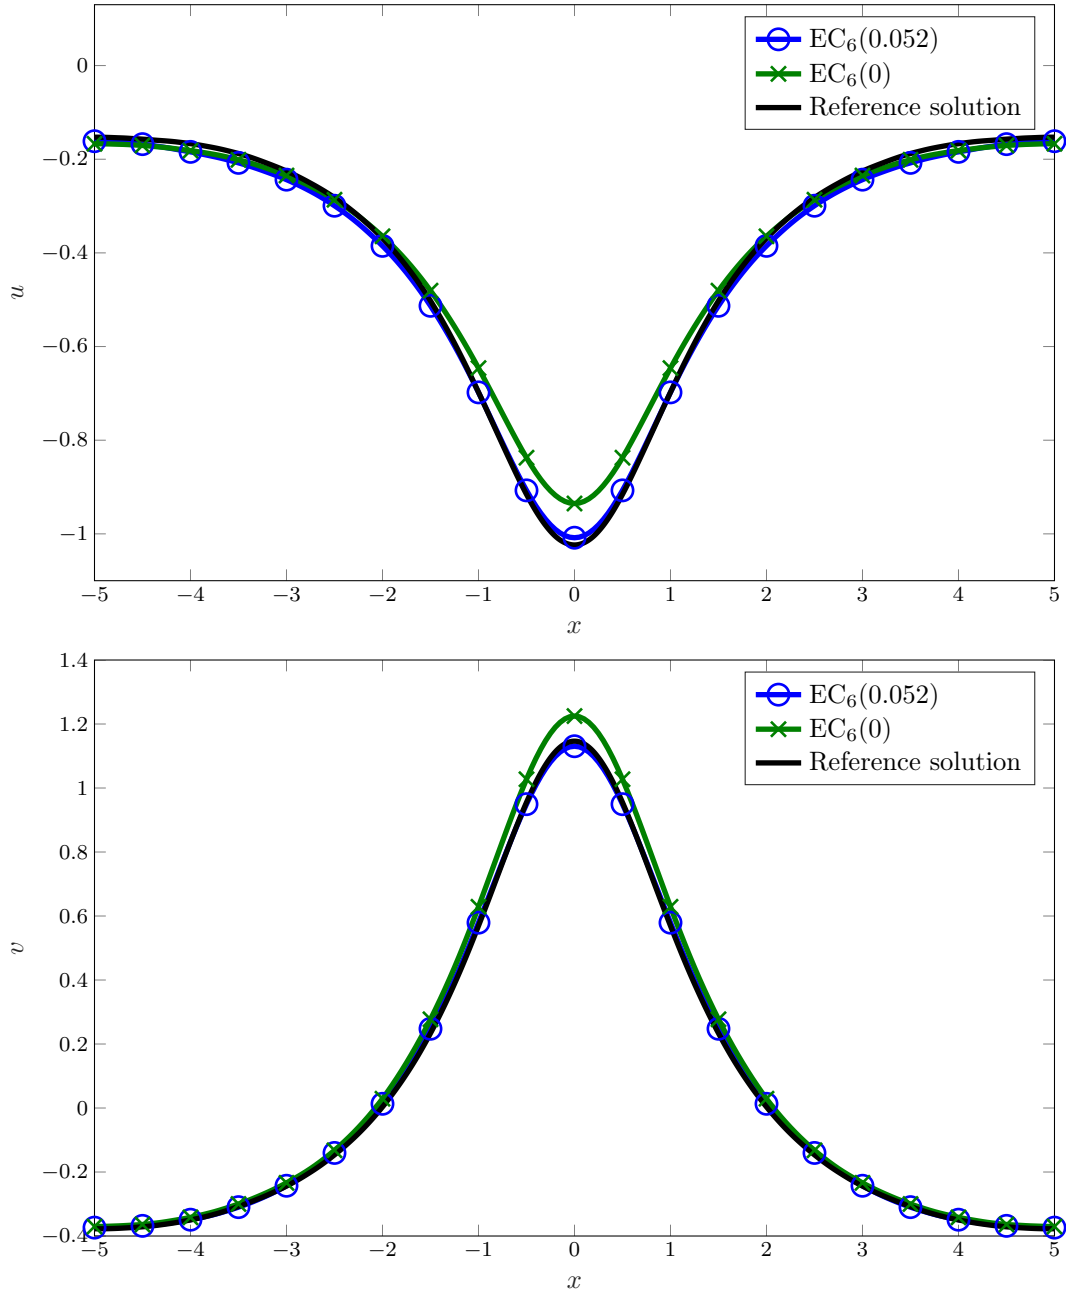 EC₆(0.052)
EC₆(0)
Reference solution
0
−0.2
−0.4
−0.6
−0.8
−1
u
−5 −4 −3 −2 −1 0 1 2 3 4 5
x
EC₆(0.052)
EC₆(0)
Reference solution
1.4
1.2
1
0.8
0.6
0.4
0.2
0
−0.2
−0.4
v
−5 −4 −3 −2 −1 0 1 2 3 4 5
x